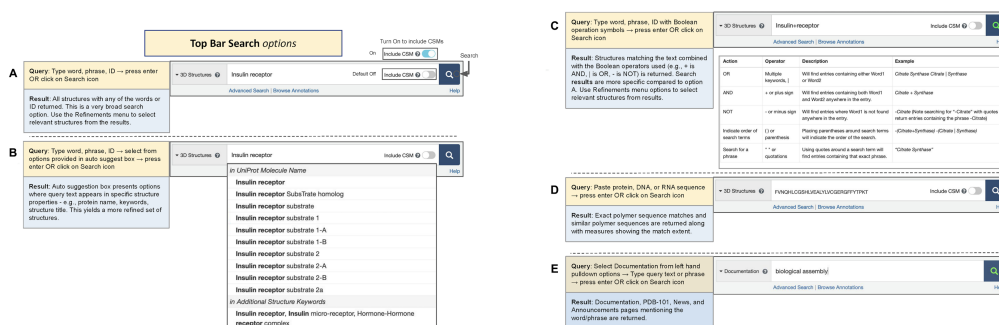 Top Bar Search options
Turn On to include CSMs
On Include CSM
Search
A
Query: Type word, phrase, ID → press enter
OR click on Search icon
Result: All structures with any of the words or
ID returned. This is a very broad search
option. Use the Refinements menu to select
relevant structures from the results.
3D Structures
Insulin receptor
Default Off
Include CSM
Advanced Search | Browse Annotations
Help
B
Query: Type word, phrase, ID → select from
options provided in auto suggest box → press
enter OR click on Search icon
Result: Auto suggestion box presents options
where query text appears in specific structure
properties - e.g., protein name, keywords,
structure title. This yields a more refined set of
structures.
3D Structures
Insulin receptor
Include CSM
Help
in UniProt Molecule Name
Insulin receptor
Insulin receptor SubsTrate homolog
Insulin receptor substrate
Insulin receptor substrate 1
Insulin receptor substrate 1-A
Insulin receptor substrate 1-B
Insulin receptor substrate 2
Insulin receptor substrate 2-A
Insulin receptor substrate 2-B
Insulin receptor substrate 2a
in Additional Structure Keywords
Insulin receptor, Insulin micro-receptor, Hormone-Hormone
receptor complex
C
Query: Type word, phrase, ID with Boolean
operation symbols → press enter OR click on
Search icon
Result: Structures matching the text combined
with the Boolean operators used (e.g., + is
AND, | is OR, - is NOT) is returned. Search
results are more specific compared to option
A. Use Refinements menu options to select
relevant structures from results.
3D Structures
Insulin+receptor
Include CSM
Advanced Search | Browse Annotations
Action Operator Description Example
OR Multiple keywords, | Will find entries containing either Word1 or Word2 Citrate Synthase Citrate | Synthase
AND + or plus sign Will find entries containing both Word1 and Word2 anywhere in the entry. Citrate + Synthase
NOT - or minus sign Will find entries where Word1 is not found anywhere in the entry. -Citrate (Note searching for "-Citrate" with quotes return entries containing the phrase -Citrate)
Indicate order of search terms () or parenthesis Placing parentheses around search terms will indicate the order of the search. -(Citrate+Synthase) -(Citrate | Synthase)
Search for a phrase " " or quotations Using quotes around a search term will find entries containing that exact phrase. "Citrate Synthase"
D
Query: Paste protein, DNA, or RNA sequence
→ press enter OR click on Search icon
Result: Exact polymer sequence matches and
similar polymer sequences are returned along
with measures showing the match extent.
3D Structures
FVNQHLCGSHLVEALYLVCGERGFFYTPKT
Include CSM
Advanced Search | Browse Annotations
E
Query: Select Documentation from left hand
pulldown options → Type query text or phrase
→ press enter OR click on Search icon
Result: Documentation, PDB-101, News, and
Announcements pages mentioning the
word/phrase are returned.
Documentation
biological assembly
Advanced Search | Browse Annotations